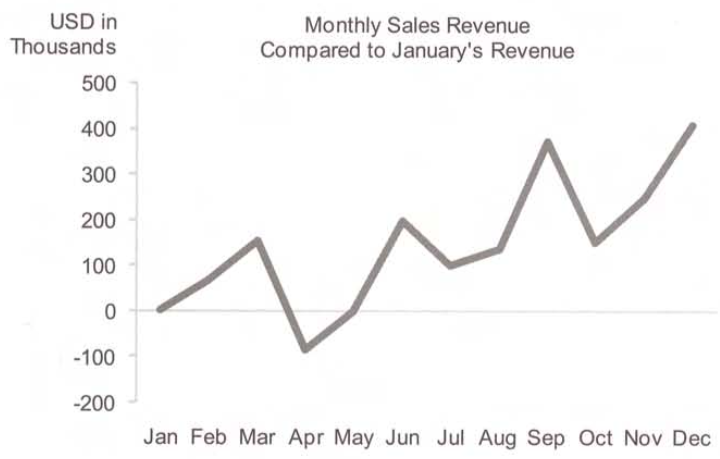 USD in
Thousands
Monthly Sales Revenue
Compared to January's Revenue
500
400
300
200
100
0
-100
-200
Jan Feb Mar Apr May Jun Jul Aug Sep Oct Nov Dec